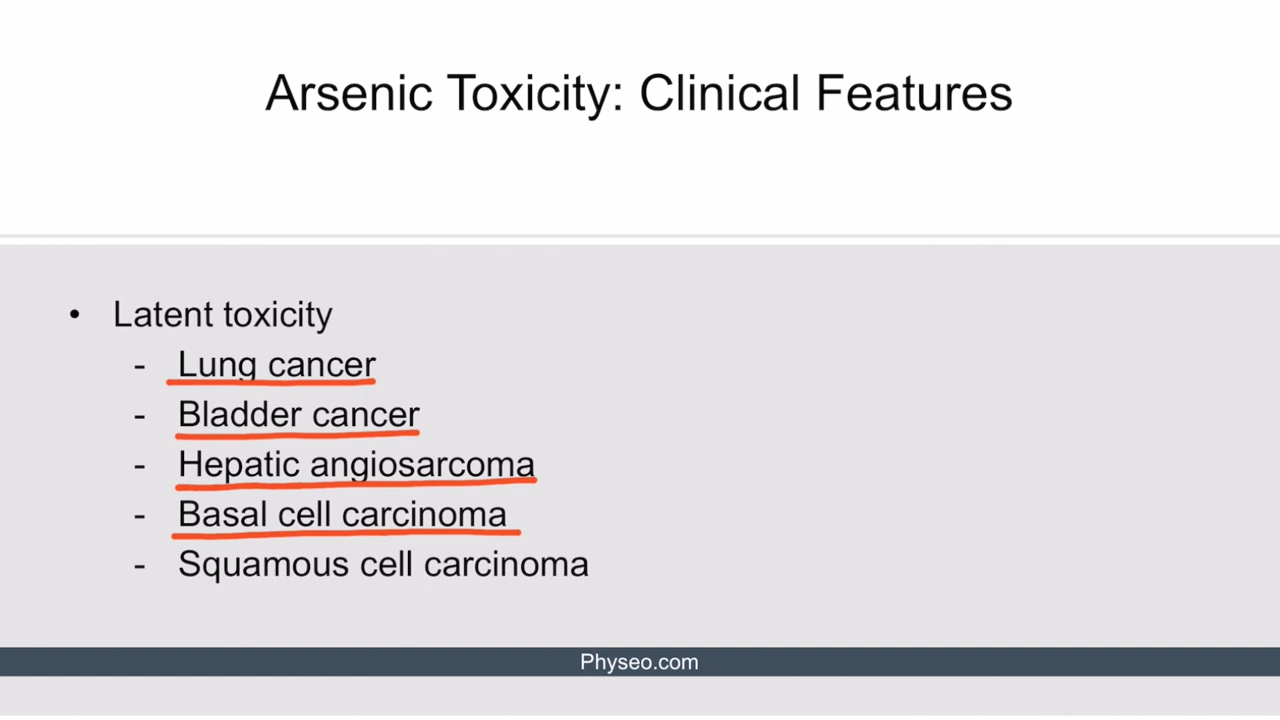 Arsenic Toxicity: Clinical Features
• Latent toxicity
- Lung cancer
- Bladder cancer
- Hepatic angiosarcoma
- Basal cell carcinoma
- Squamous cell carcinoma
Physeo.com